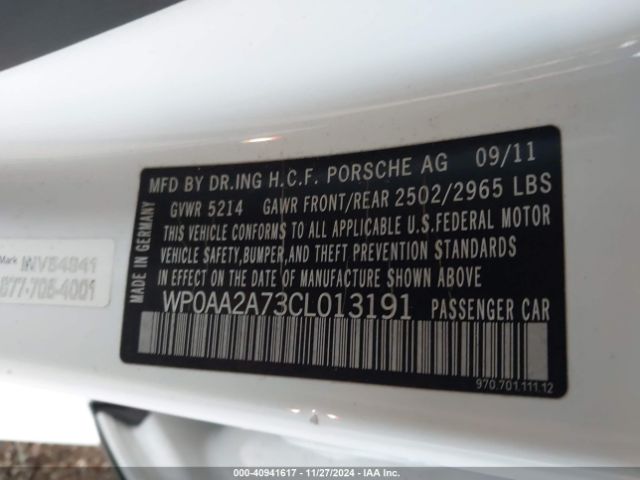 MFD BY DR.ING H.C.F. PORSCHE AG 09/11
GVWR 5214 GAWR FRONT/REAR 2502/2965 LBS
THIS VEHICLE CONFORMS TO ALL APPLICABLE U.S.FEDERAL MOTOR
VEHICLE SAFETY,BUMPER,AND THEFT PREVENTION STANDARDS
IN EFFECT ON THE DATE OF MANUFACTURE SHOWN ABOVE.
WP0AA2A73CL013191 PASSENGER CAR
MADE IN GERMANY
970.701.111.12
Mark
000-40941617 - 11/27/2024 - IAA Inc.